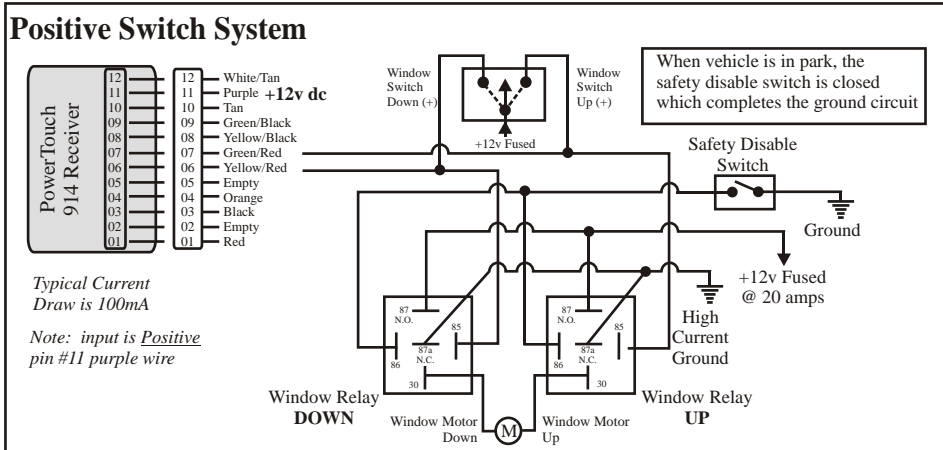 Positive Switch System
PowerTouch
914 Receiver
12
11
10
09
08
07
06
05
04
03
02
01
12 White/Tan
11 Purple +12v dc
10 Tan
09 Green/Black
08 Yellow/Black
07 Green/Red
06 Yellow/Red
05 Empty
04 Orange
03 Black
02 Empty
01 Red
Window
Switch
Down (+)
Window
Switch
Up (+)
+12v Fused
When vehicle is in park, the
safety disable switch is closed
which completes the ground circuit
Safety Disable
Switch
Ground
+12v Fused
@ 20 amps
High
Current
Ground
Typical Current
Draw is 100mA
Note: input is Positive
pin #11 purple wire
87
N.O.
85
86
87a
N.C.
30
87
N.O.
85
86
87a
N.C.
30
Window Relay
DOWN
Window Relay
UP
Window Motor
Down
M
Window Motor
Up